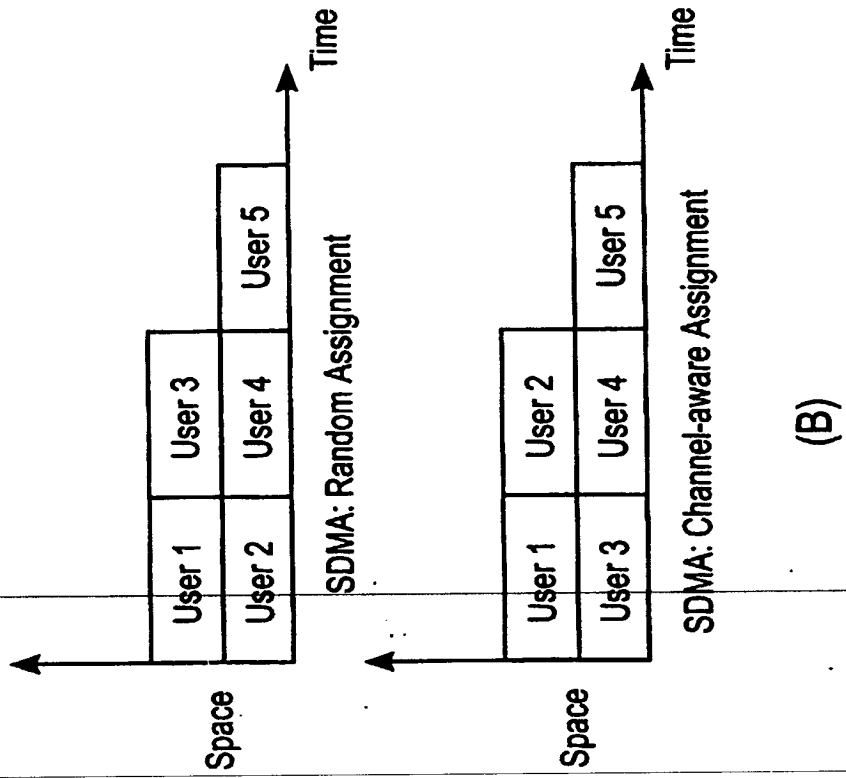 Space
User 1
User 3
User 2
User 4
User 5
Time
SDMA: Random Assignment
Space
User 1
User 2
User 3
User 4
User 5
Time
SDMA: Channel-aware Assignment
(B)